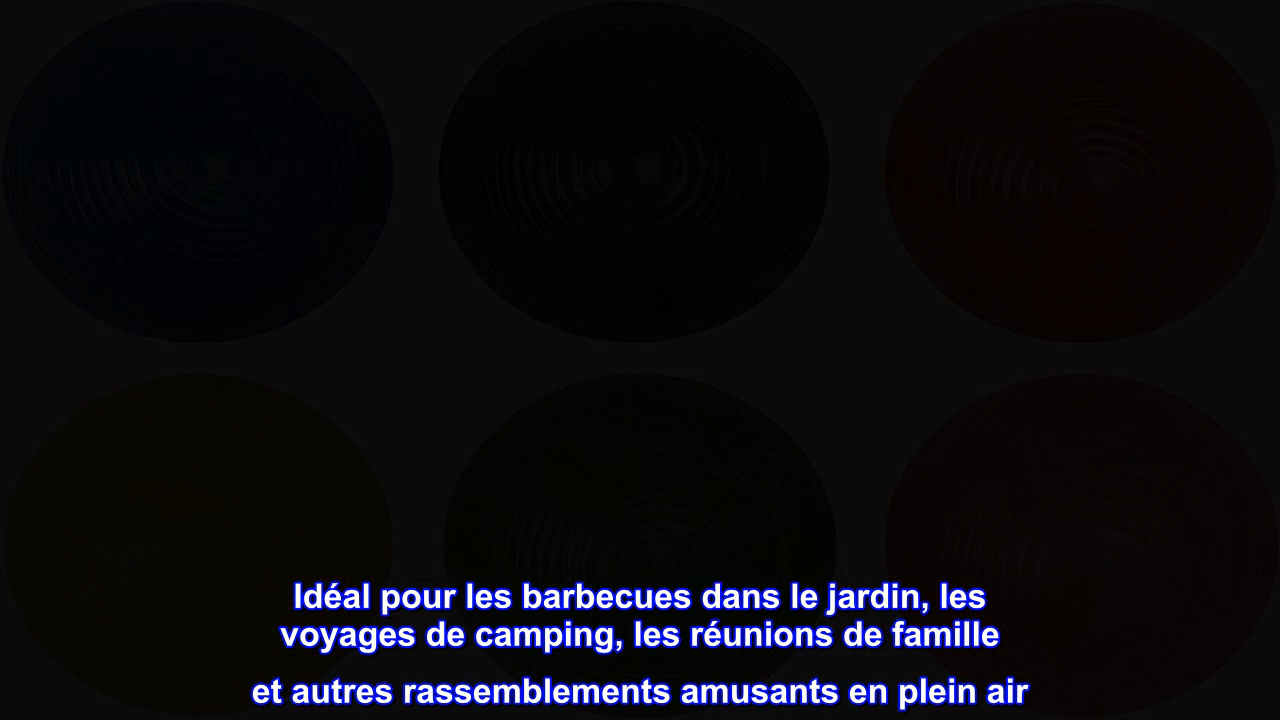 Idéal pour les barbecues dans le jardin, les
voyages de camping, les réunions de famille
et autres rassemblements amusants en plein air